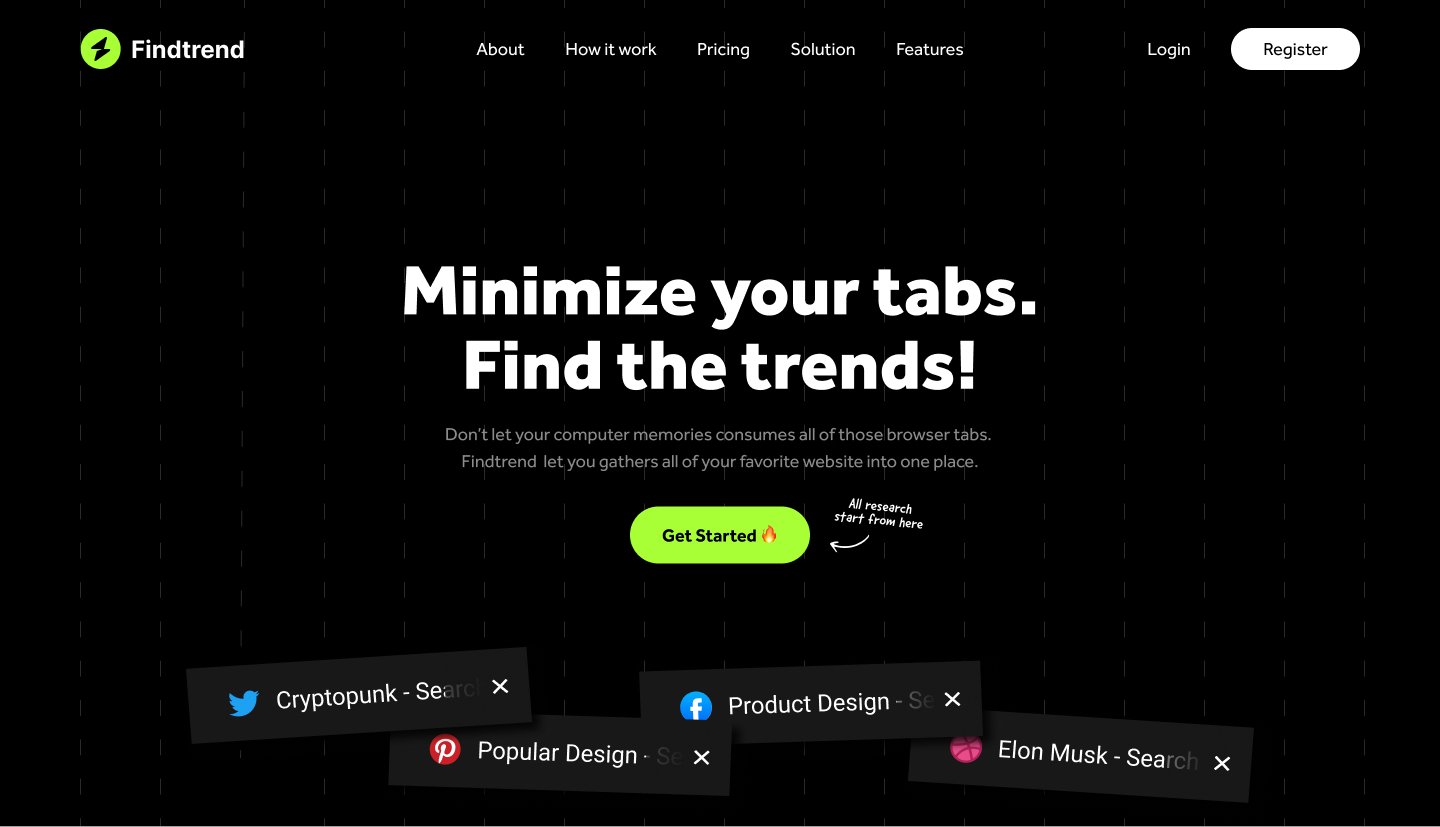 Findtrend
About
How it work
Pricing
Solution
Features
Login
Register
Minimize your tabs.
Find the trends!
Don’t let your computer memories consumes all of those browser tabs.
Findtrend let you gathers all of your favorite website into one place.
Get Started 🔥
All research
start from here
Cryptopunk - Search
Product Design - Se
Popular Design - Se
Elon Musk - Search